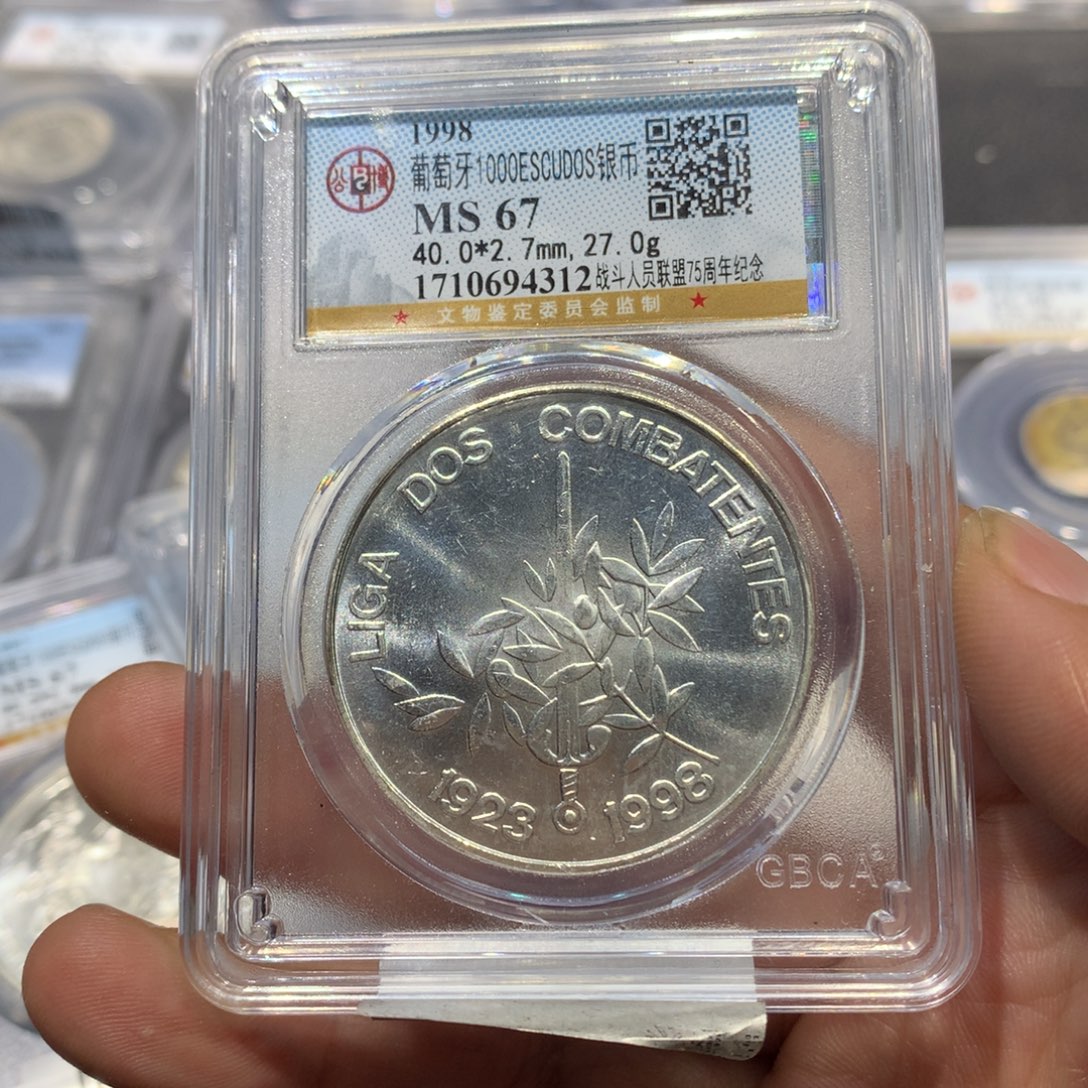 1998
葡萄牙1000ESCUDOS银币
公博
MS 67
40.0*2.7mm,27.0g
1710694312战斗人员联盟75周年纪念
★ 文物鉴定委员会监制 ★
LIGA DOS COMBATENTES
1923 1998
GBCA